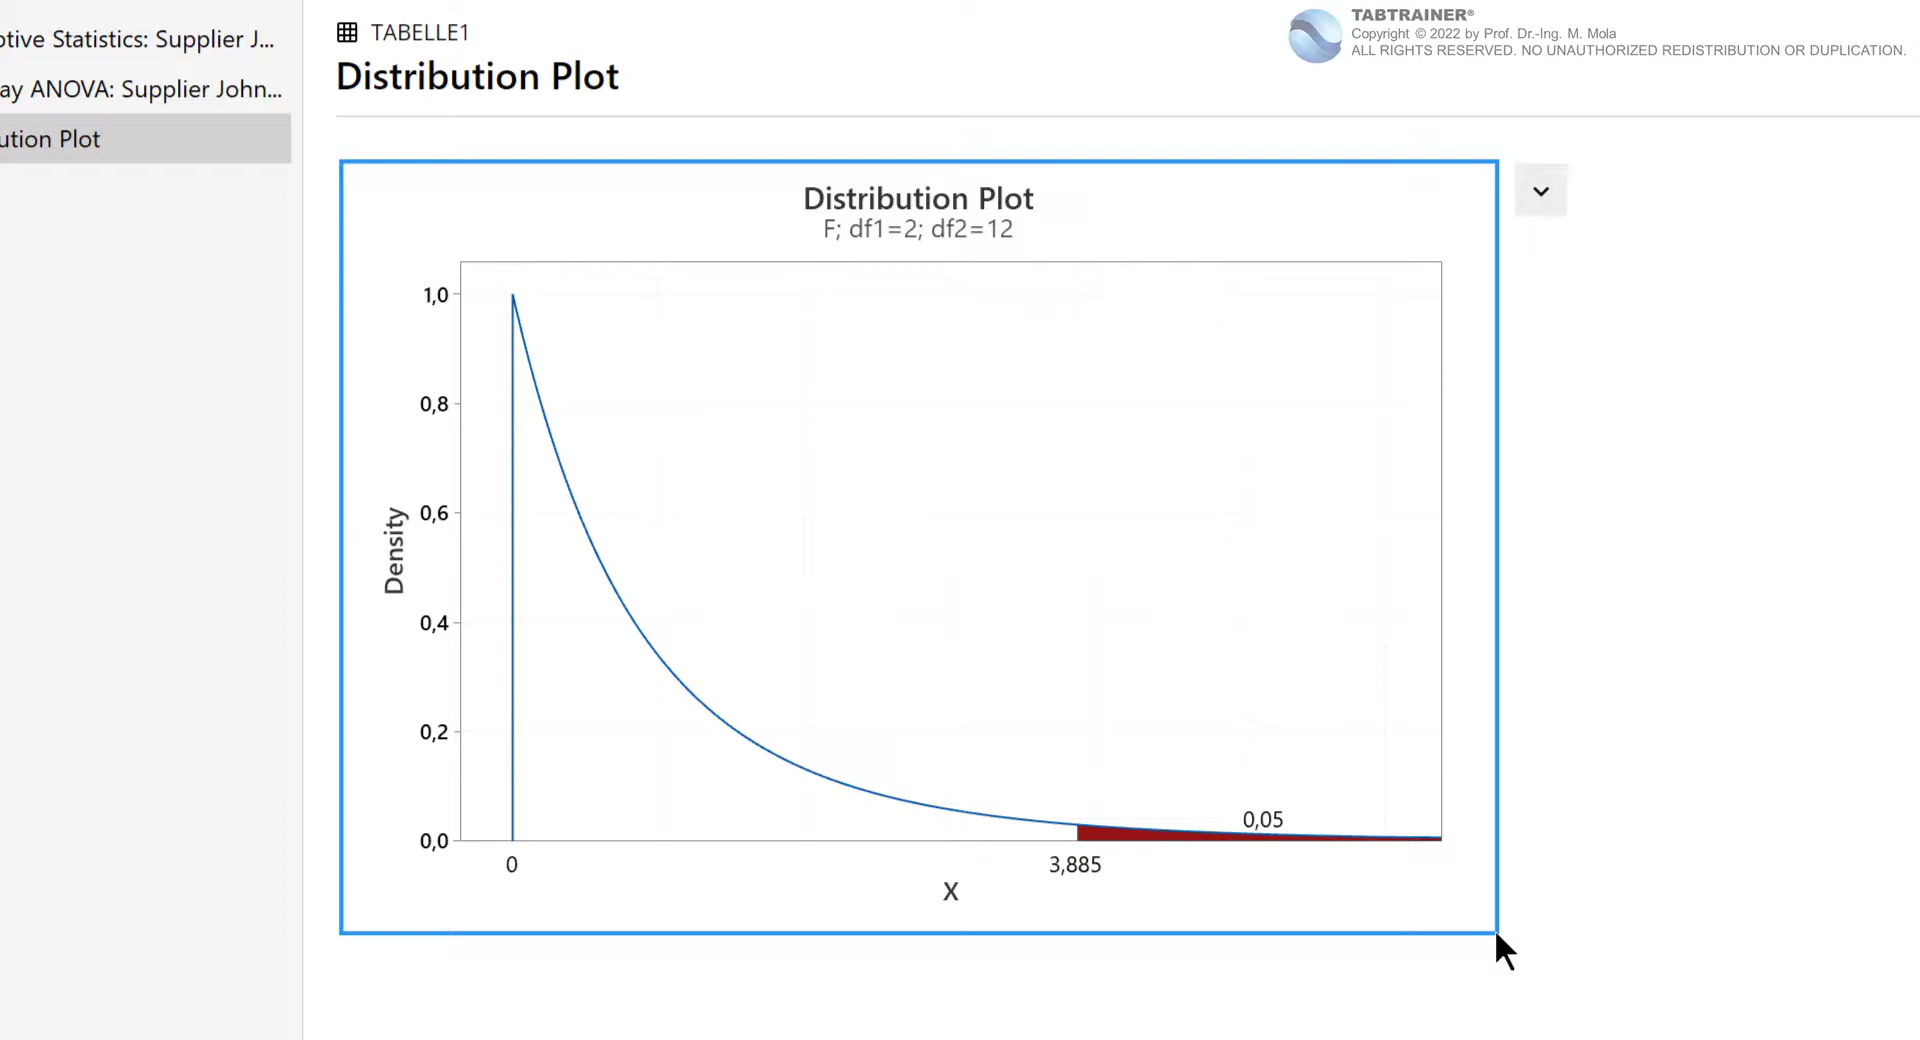 ptive Statistics: Supplier J...
ay ANOVA: Supplier John...
ution Plot
TABELLE1
Distribution Plot
TABTRAINER®
Copyright © 2022 by Prof. Dr.-Ing. M. Mola
ALL RIGHTS RESERVED. NO UNAUTHORIZED REDISTRIBUTION OR DUPLICATION.
Distribution Plot
F; df1=2; df2=12
Density
1,0
0,8
0,6
0,4
0,2
0,0
0,05
0
3,885
X